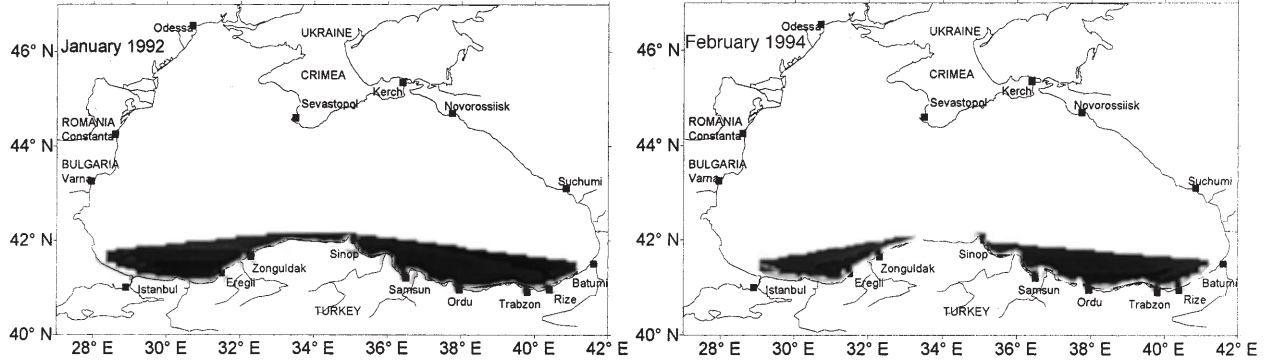 Odessa
46° N
January 1992
UKRAINE
CRIMEA
Kerch
Sevastopol
Novorossiisk
ROMANIA
Constanta
44° N
BULGARIA
Varna
Suchumi
42° N
Sinop
Zonguldak
Eregli
Istanbul
Samsun
Ordu
Trabzon
Rize
Batumi
TURKEY
40° N
28° E 30° E 32° E 34° E 36° E 38° E 40° E 42° E
Odessa
46° N
February 1994
UKRAINE
CRIMEA
Kerch
Sevastopol
Novorossiisk
ROMANIA
Constanta
44° N
BULGARIA
Varna
Suchumi
42° N
Sinop
Zonguldak
Eregli
Istanbul
Samsun
Ordu
Trabzon
Rize
Batumi
TURKEY
40° N
28° E 30° E 32° E 34° E 36° E 38° E 40° E 42° E